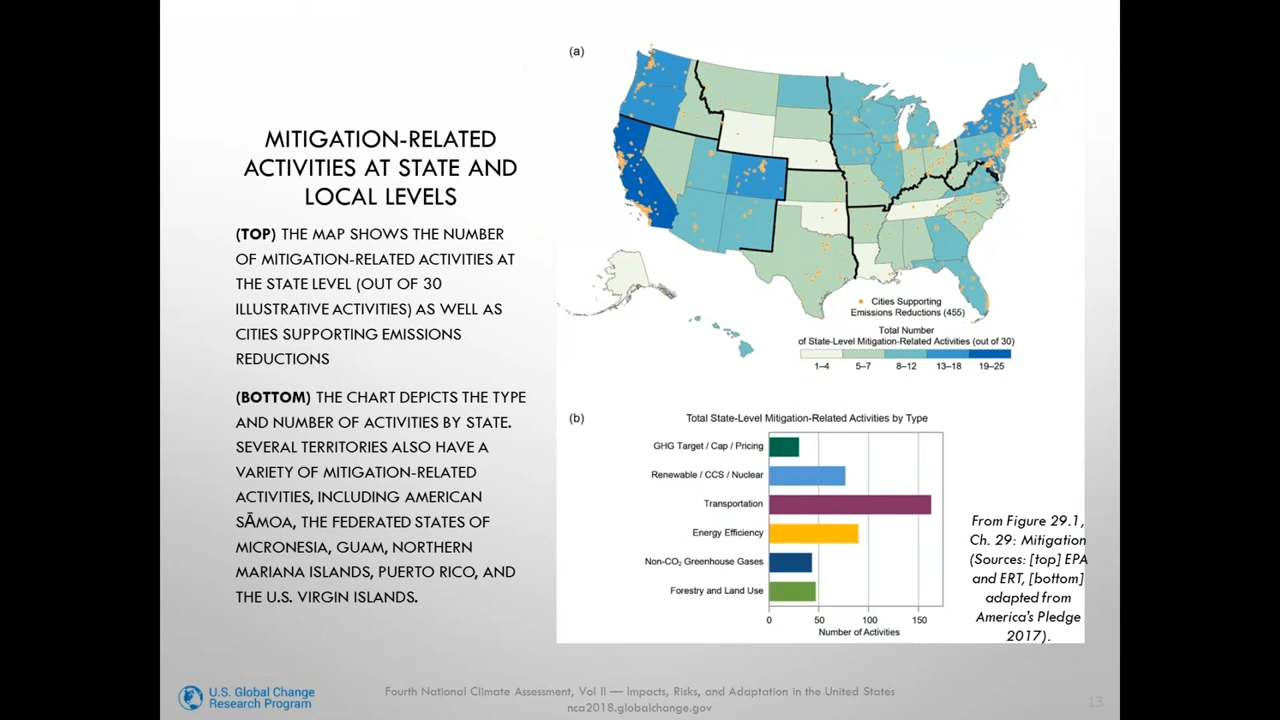 MITIGATION-RELATED
ACTIVITIES AT STATE AND
LOCAL LEVELS
(TOP) THE MAP SHOWS THE NUMBER
OF MITIGATION-RELATED ACTIVITIES AT
THE STATE LEVEL (OUT OF 30
ILLUSTRATIVE ACTIVITIES) AS WELL AS
CITIES SUPPORTING EMISSIONS
REDUCTIONS
(BOTTOM) THE CHART DEPICTS THE TYPE
AND NUMBER OF ACTIVITIES BY STATE.
SEVERAL TERRITORIES ALSO HAVE A
VARIETY OF MITIGATION-RELATED
ACTIVITIES, INCLUDING AMERICAN
SĀMOA, THE FEDERATED STATES OF
MICRONESIA, GUAM, NORTHERN
MARIANA ISLANDS, PUERTO RICO, AND
THE U.S. VIRGIN ISLANDS.
(a)
Cities Supporting
Emissions Reductions (455)
Total Number
of State-Level Mitigation-Related Activities (out of 30)
1–4 5–7 8–12 13–18 19–25
(b)
Total State-Level Mitigation-Related Activities by Type
GHG Target / Cap / Pricing
Renewable / CCS / Nuclear
Transportation
Energy Efficiency
Non-CO₂ Greenhouse Gases
Forestry and Land Use
0 50 100 150
Number of Activities
From Figure 29.1,
Ch. 29: Mitigation
(Sources: [top] EPA
and ERT, [bottom]
adapted from
America's Pledge
2017).
U.S. Global Change
Research Program
Fourth National Climate Assessment, Vol II — Impacts, Risks, and Adaptation in the United States
nca2018.globalchange.gov
13